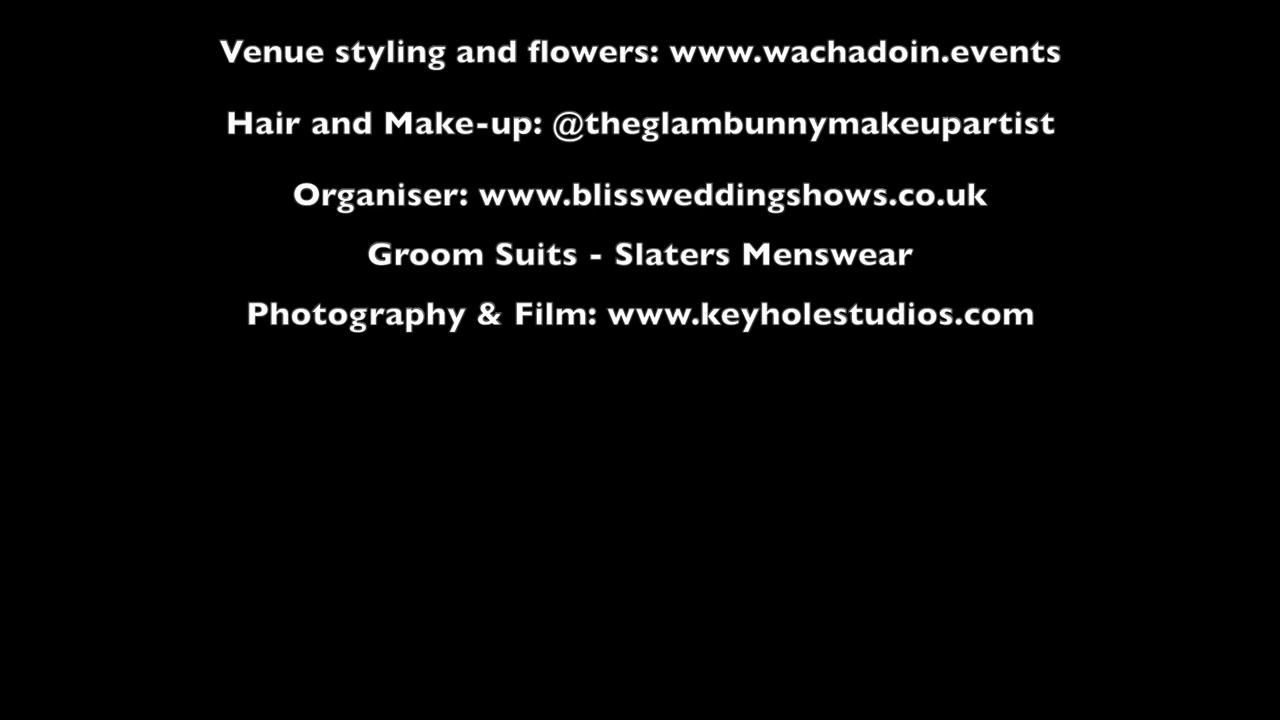 Venue styling and flowers: www.wachadoin.events
Hair and Make-up: @theglambunnymakeupartist
Organiser: www.blissweddingshows.co.uk
Groom Suits - Slaters Menswear
Photography & Film: www.keyholestudios.com